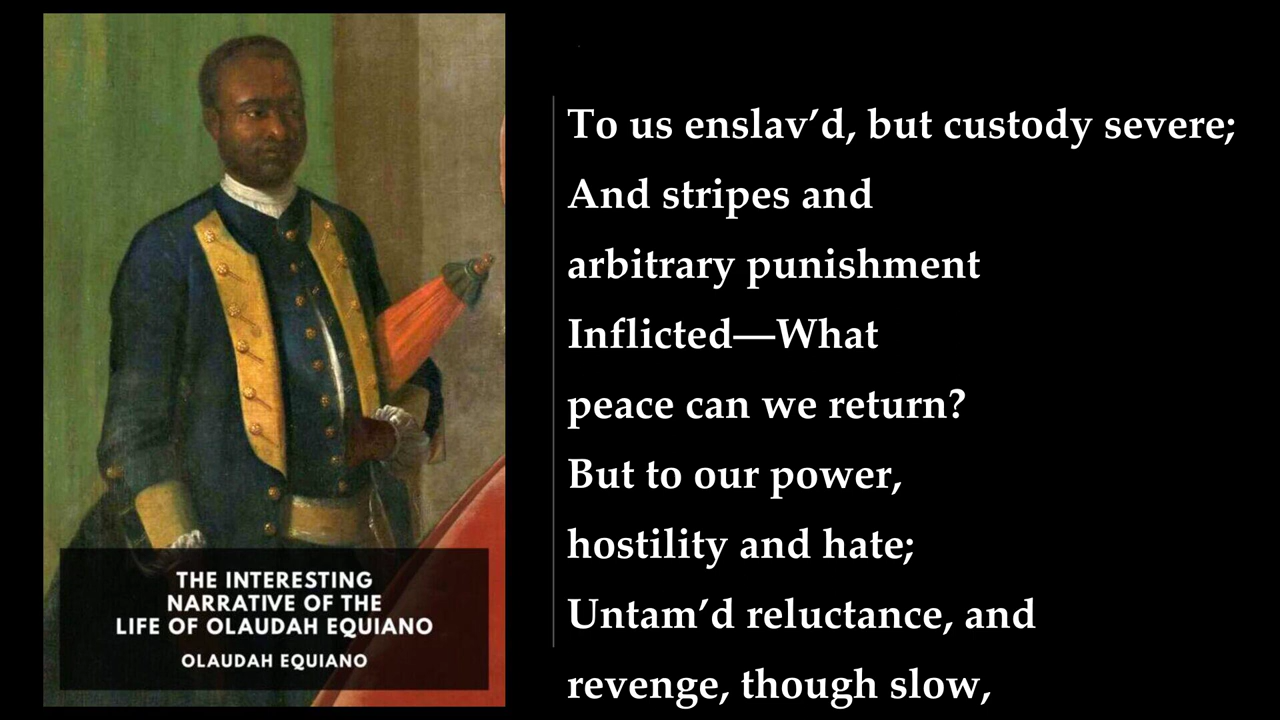 THE INTERESTING
NARRATIVE OF THE
LIFE OF OLAUDAH EQUIANO
OLAUDAH EQUIANO
To us enslav’d, but custody severe;
And stripes and
arbitrary punishment
Inflicted—What
peace can we return?
But to our power,
hostility and hate;
Untam’d reluctance, and
revenge, though slow,